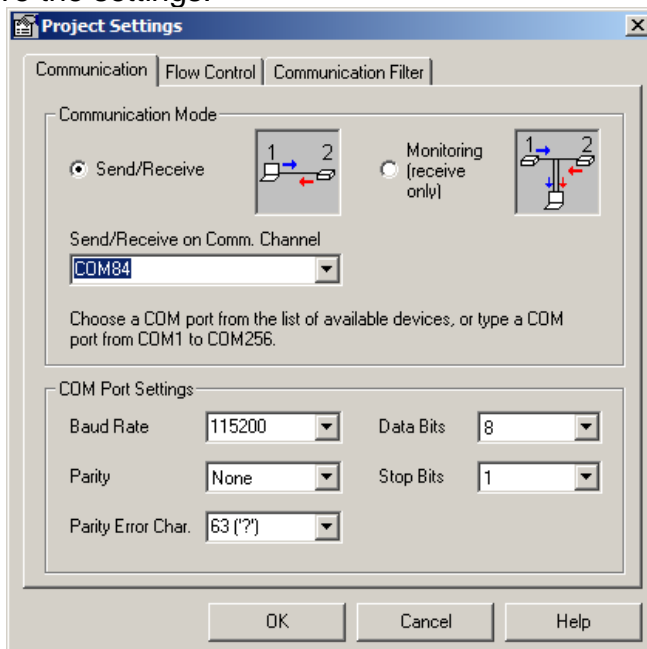 the settings.
Project Settings
Communication Flow Control Communication Filter
Communication Mode
Send/Receive
1 2
Monitoring
(receive
only)
1 2
Send/Receive on Comm. Channel
COM84
Choose a COM port from the list of available devices, or type a COM
port from COM1 to COM256.
COM Port Settings
Baud Rate 115200 Data Bits 8
Parity None Stop Bits 1
Parity Error Char. 63 ('?')
OK Cancel Help